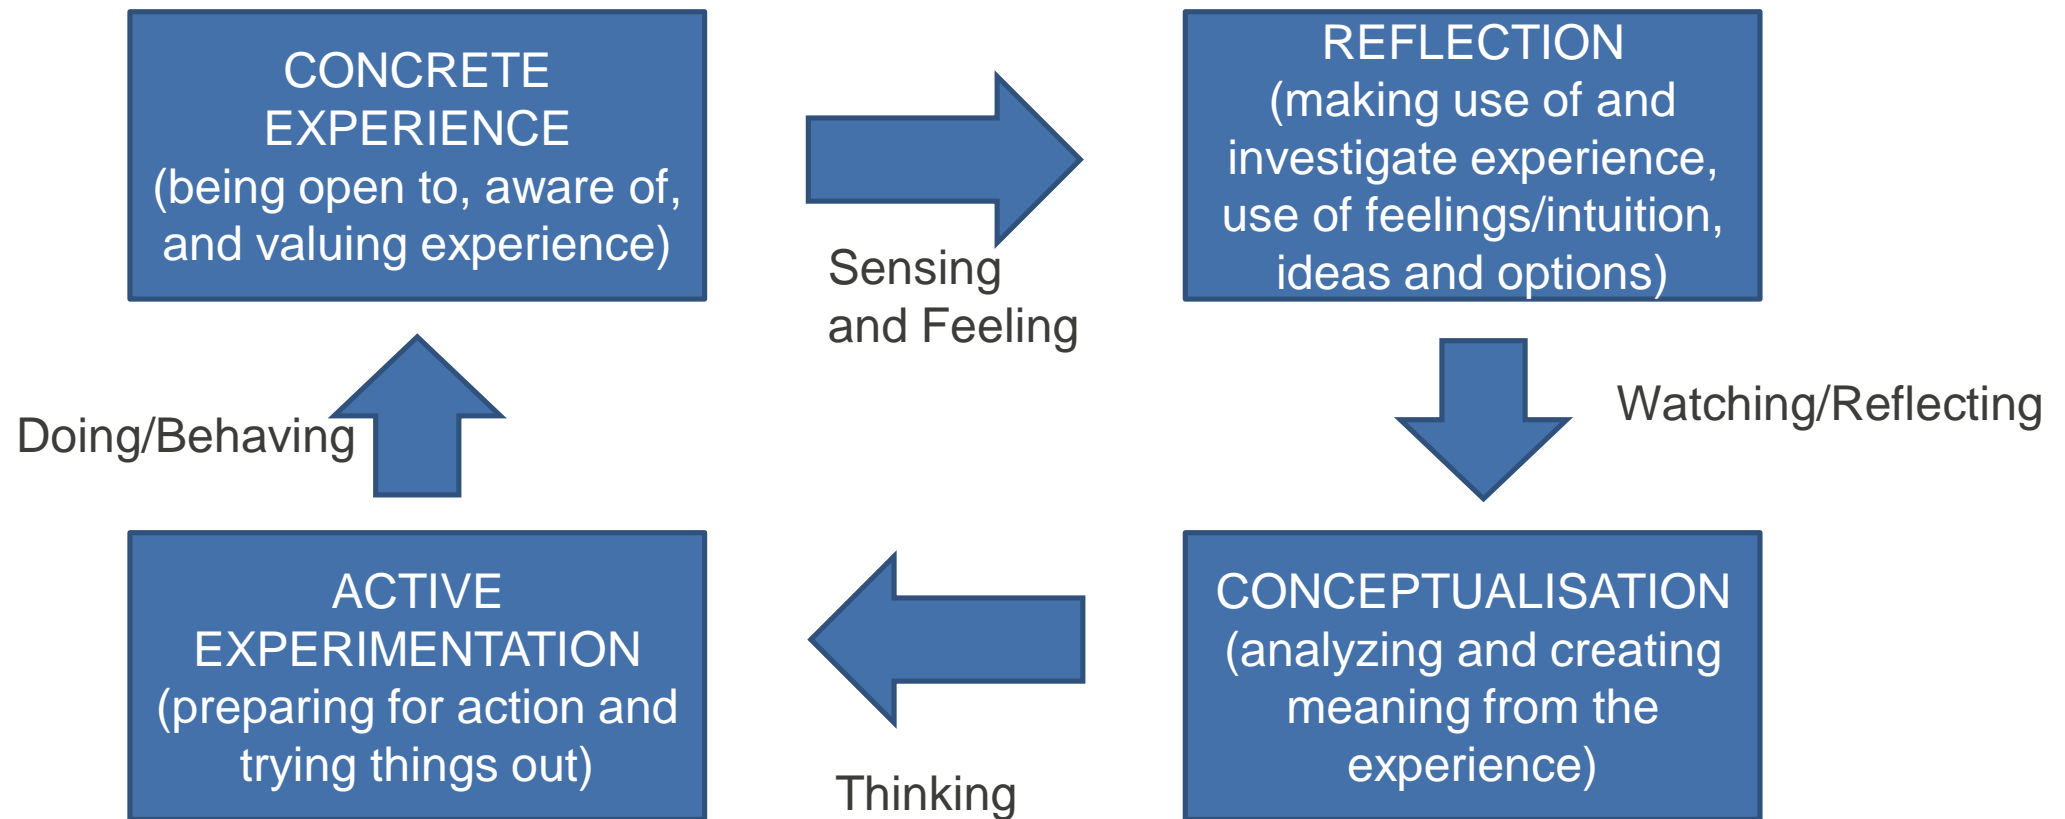 CONCRETE
EXPERIENCE
(being open to, aware of,
and valuing experience)
Sensing
and Feeling
REFLECTION
(making use of and
investigate experience,
use of feelings/intuition,
ideas and options)
Doing/Behaving
Watching/Reflecting
ACTIVE
EXPERIMENTATION
(preparing for action and
trying things out)
Thinking
CONCEPTUALISATION
(analyzing and creating
meaning from the
experience)